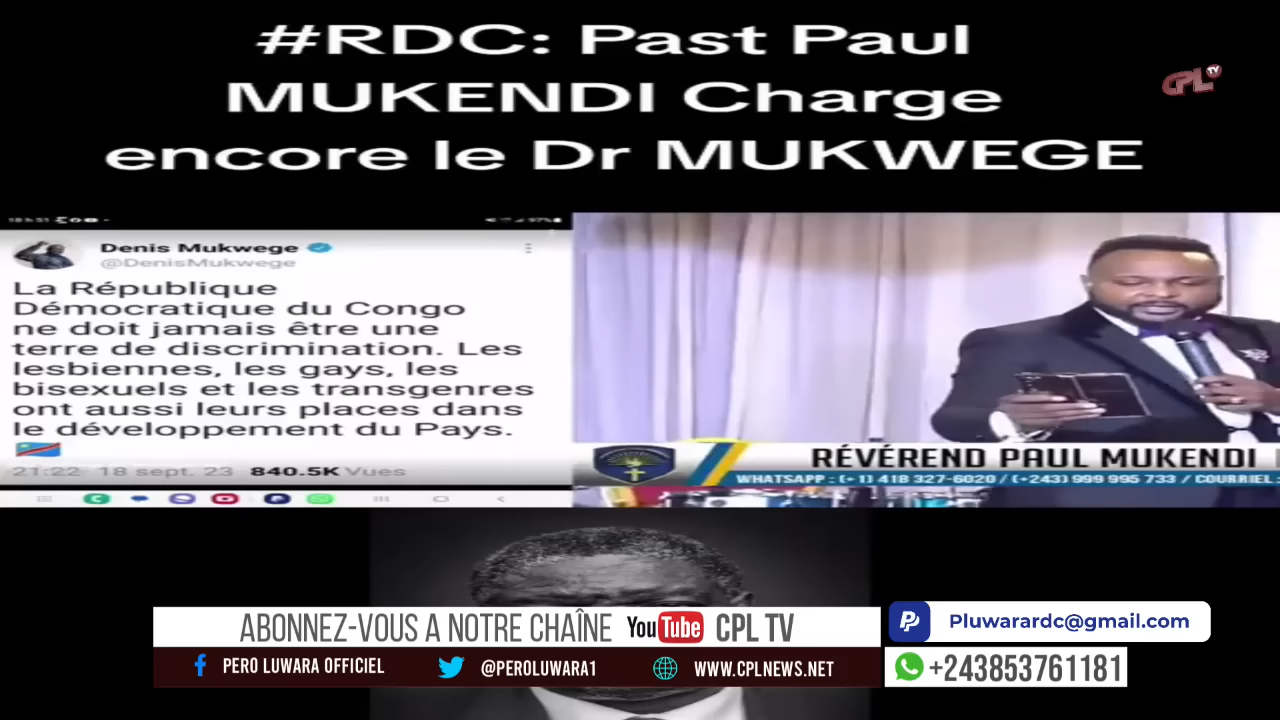 #RDC: Past Paul
MUKENDI Charge
encore le Dr MUKWEGE
CPL TV
Denis Mukwege
@DenisMukwege
La République
Démocratique du Congo
ne doit jamais être une
terre de discrimination. Les
lesbiennes, les gays, les
bisexuels et les transgenres
ont aussi leurs places dans
le développement du Pays.
21:22 18 sept. 23 840.5K Vues
RÉVÉREND PAUL MUKENDI
WHATSAPP : (+1) 418 327-6020 / (+243) 999 995 733 / COURRIEL :
ABONNEZ-VOUS A NOTRE CHAÎNE YouTube CPL TV
Pluwarardc@gmail.com
PERO LUWARA OFFICIEL @PEROLUWARA1 WWW.CPLNEWS.NET
+243853761181